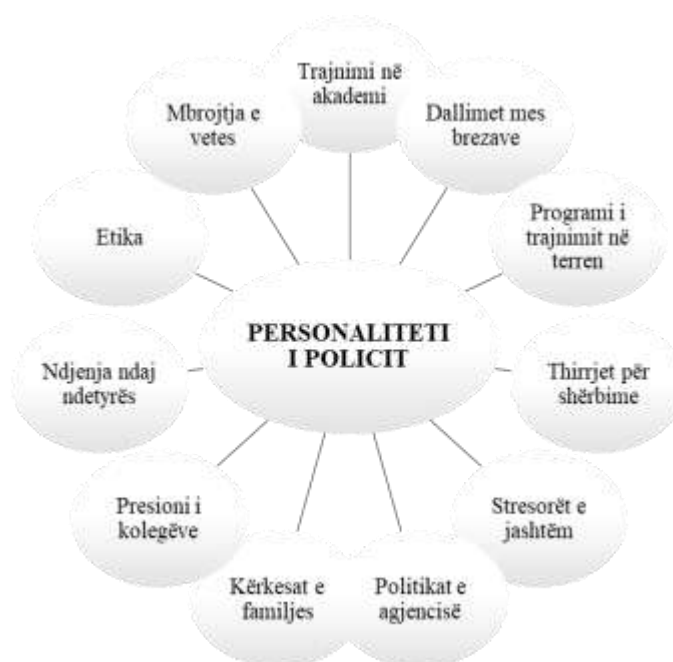 Trajnimi në
akademi
Dallimet mes
brezave
Programi i
trajnimit në
terren
Thirrjet për
shërbime
Stresorët e
jashtëm
Politikat e
agjencisë
Kërkesat e
familjes
Presioni i
kolegëve
Ndjenja ndaj
ndetyrës
Etika
Mbrojtja e
vetes
PERSONALITETI
I POLICIT